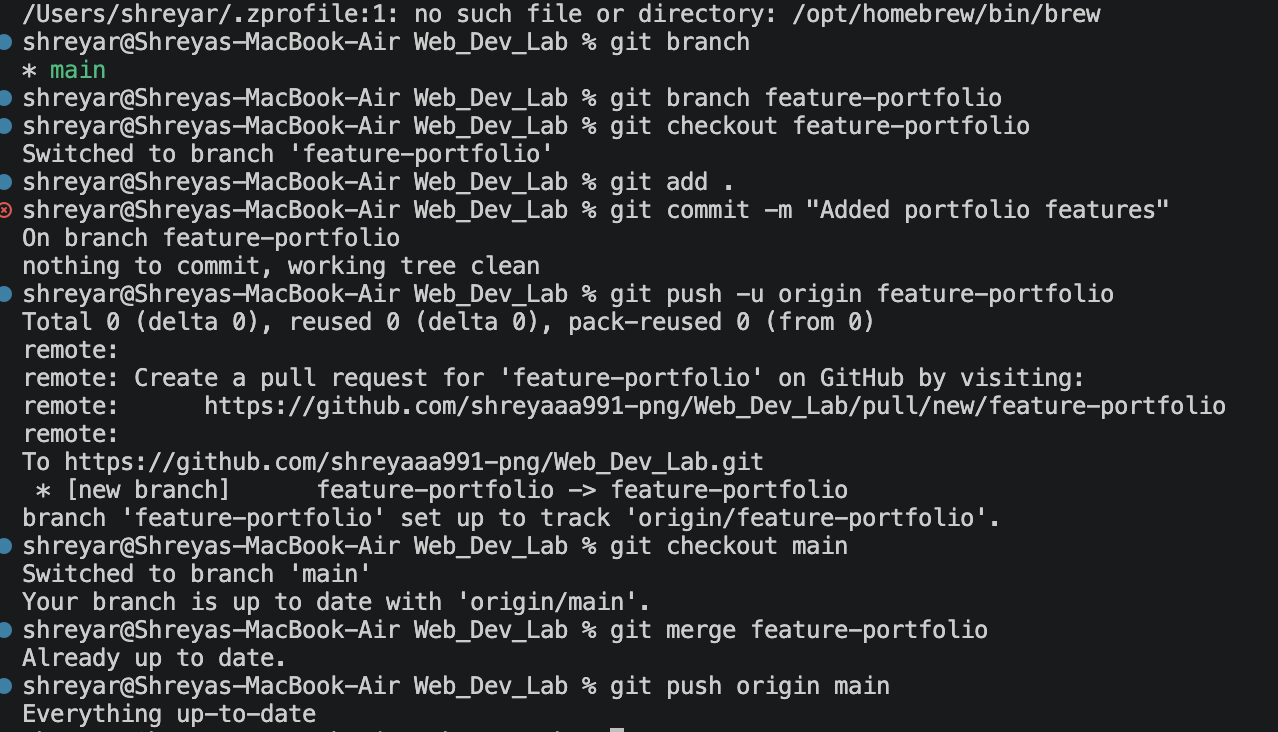 /Users/shreyar/.zprofile:1: no such file or directory: /opt/homebrew/bin/brew
shreyar@Shreyas-MacBook-Air Web_Dev_Lab % git branch
* main
shreyar@Shreyas-MacBook-Air Web_Dev_Lab % git branch feature-portfolio
shreyar@Shreyas-MacBook-Air Web_Dev_Lab % git checkout feature-portfolio
Switched to branch 'feature-portfolio'
shreyar@Shreyas-MacBook-Air Web_Dev_Lab % git add .
shreyar@Shreyas-MacBook-Air Web_Dev_Lab % git commit -m "Added portfolio features"
On branch feature-portfolio
nothing to commit, working tree clean
shreyar@Shreyas-MacBook-Air Web_Dev_Lab % git push -u origin feature-portfolio
Total 0 (delta 0), reused 0 (delta 0), pack-reused 0 (from 0)
remote:
remote: Create a pull request for 'feature-portfolio' on GitHub by visiting:
remote:      https://github.com/shreyaaa991-png/Web_Dev_Lab/pull/new/feature-portfolio
remote:
To https://github.com/shreyaaa991-png/Web_Dev_Lab.git
 * [new branch]      feature-portfolio -> feature-portfolio
branch 'feature-portfolio' set up to track 'origin/feature-portfolio'.
shreyar@Shreyas-MacBook-Air Web_Dev_Lab % git checkout main
Switched to branch 'main'
Your branch is up to date with 'origin/main'.
shreyar@Shreyas-MacBook-Air Web_Dev_Lab % git merge feature-portfolio
Already up to date.
shreyar@Shreyas-MacBook-Air Web_Dev_Lab % git push origin main
Everything up-to-date